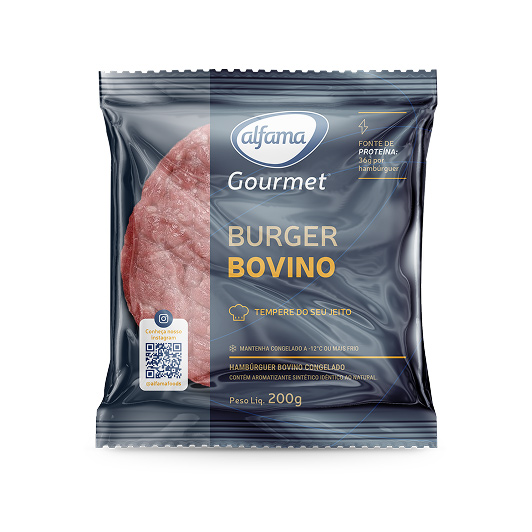 alfama
Gourmet®
FONTE DE
PROTEÍNA:
36g por
hambúrguer
BURGER
BOVINO
TEMPERE DO SEU JEITO
MANTENHA CONGELADO A -12°C OU MAIS FRIO
HAMBÚRGUER BOVINO CONGELADO
CONTÉM AROMATIZANTE SINTÉTICO IDÊNTICO AO NATURAL
Peso Líq. 200g
Conheça nosso
Instagram
@alfamafoods